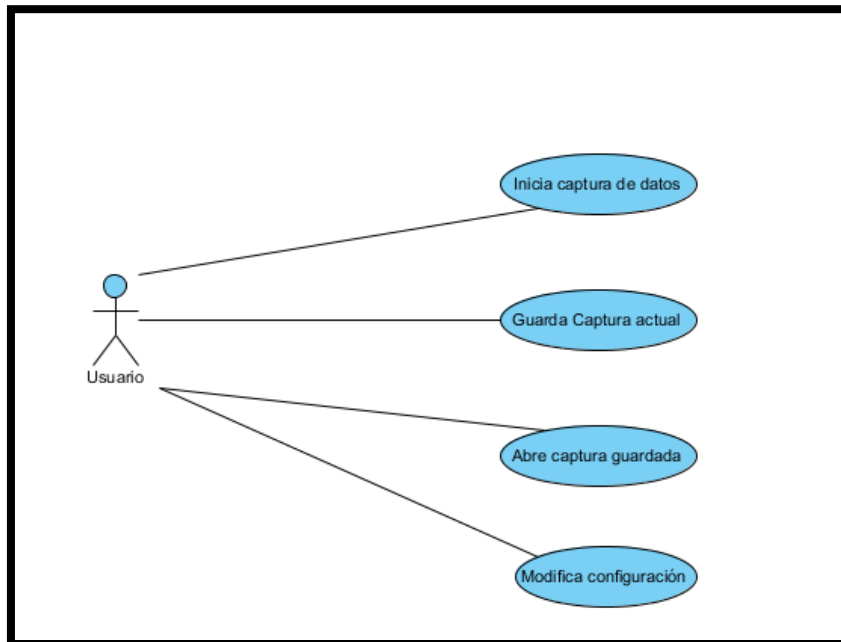 Inicia captura de datos
Guarda Captura actual
Usuario
Abre captura guardada
Modifica configuración